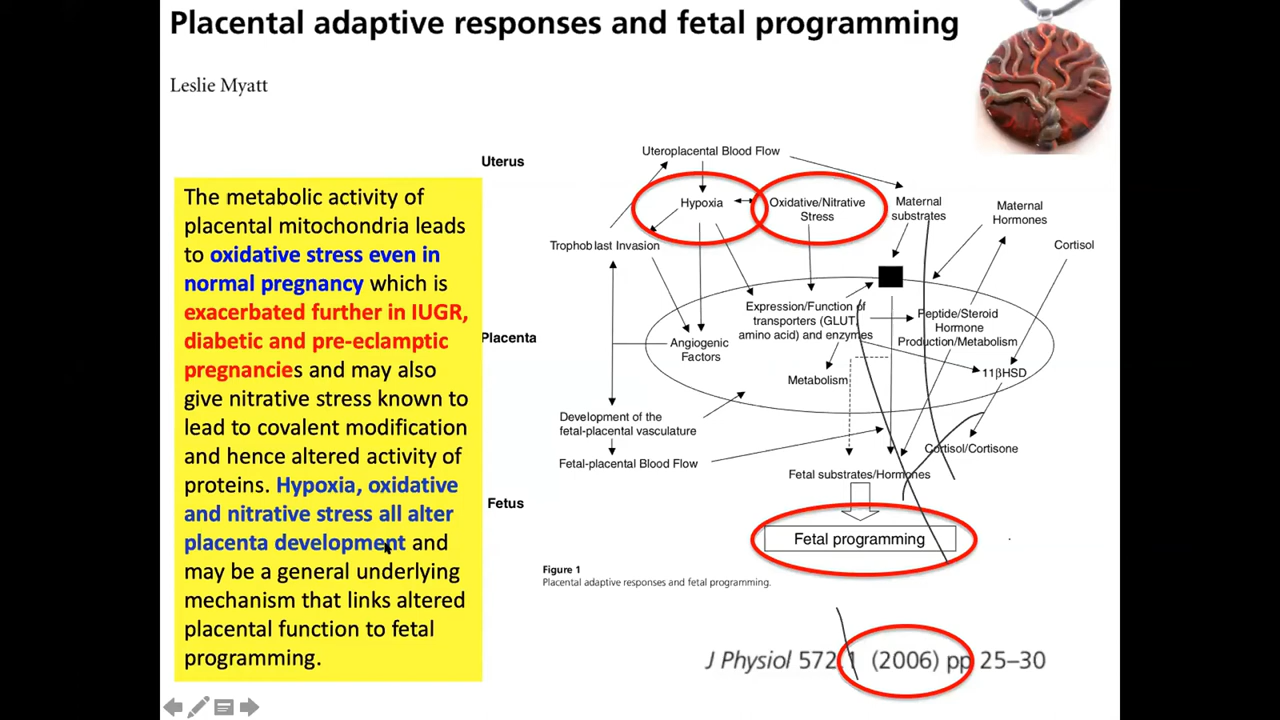 Placental adaptive responses and fetal programming
Leslie Myatt
The metabolic activity of
placental mitochondria leads
to oxidative stress even in
normal pregnancy which is
exacerbated further in IUGR,
diabetic and pre-eclamptic
pregnancies and may also
give nitrative stress known to
lead to covalent modification
and hence altered activity of
proteins. Hypoxia, oxidative
and nitrative stress all alter
placenta development and
may be a general underlying
mechanism that links altered
placental function to fetal
programming.
Uterus
Uteroplacental Blood Flow
Hypoxia
Oxidative/Nitrative
Stress
Maternal
substrates
Maternal
Hormones
Trophoblast Invasion
Cortisol
Placenta
Expression/Function of
transporters (GLUT,
amino acid) and enzymes
Peptide/Steroid
Hormone
Production/Metabolism
Angiogenic
Factors
Metabolism
11βHSD
Development of the
fetal-placental vasculature
Fetal-placental Blood Flow
Cortisol/Cortisone
Fetal substrates/Hormones
Fetus
Fetal programming
Figure 1
Placental adaptive responses and fetal programming.
J Physiol 572.1 (2006) pp 25–30